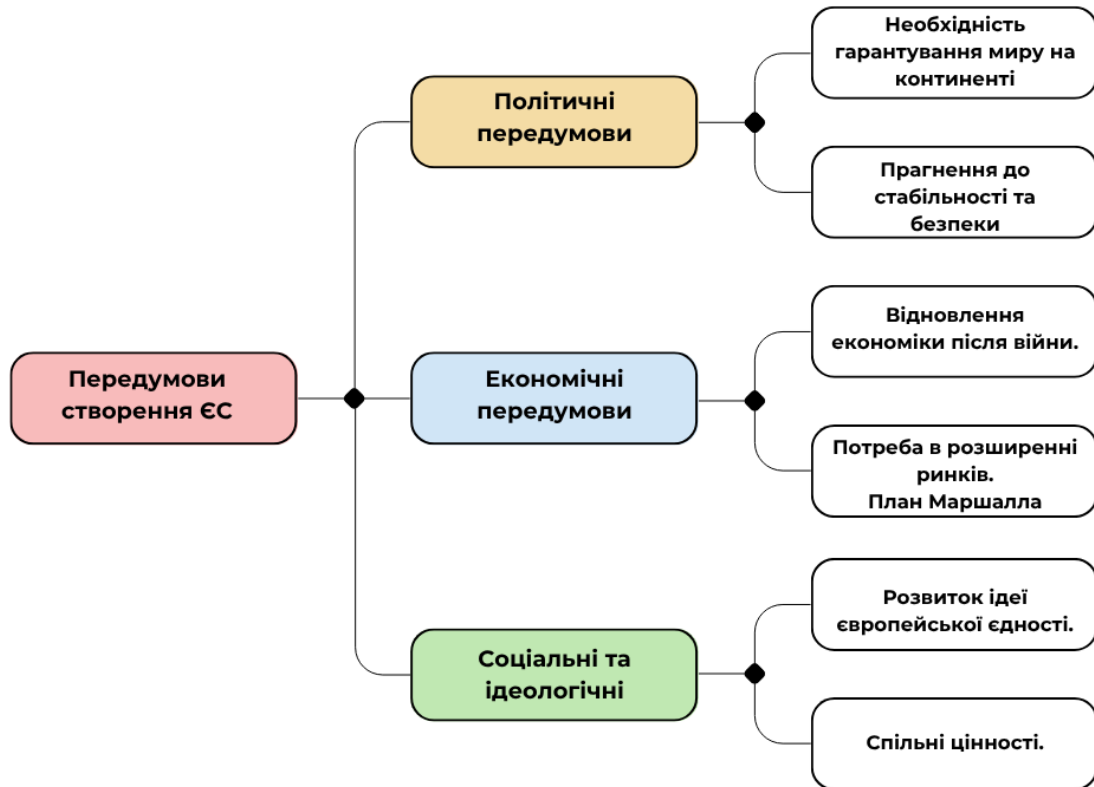 Передумови
створення ЄС
Політичні
передумови
Необхідність
гарантування миру на
континенті
Прагнення до
стабільності та
безпеки
Економічні
передумови
Відновлення
економіки після війни.
Потреба в розширенні
ринків.
План Маршалла
Соціальні та
ідеологічні
Розвиток ідеї
європейської єдності.
Спільні цінності.